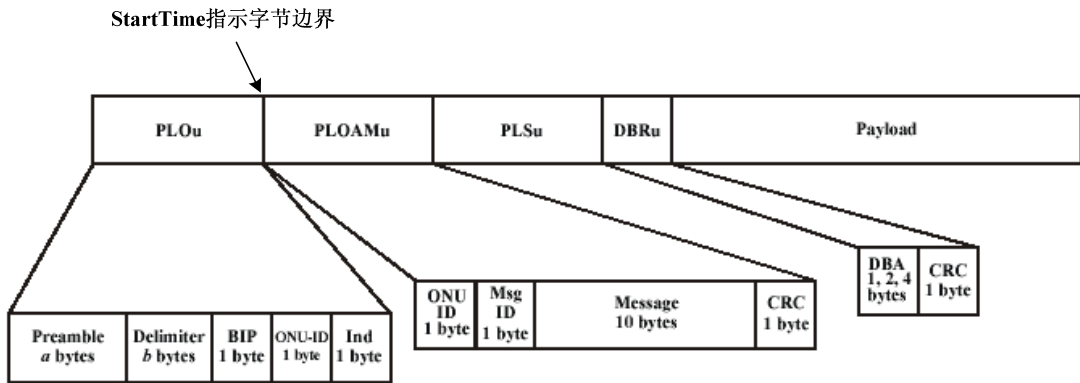 StartTime指示字节边界
PLOu
PLOAMu
PLSu
DBRu
Payload
DBA
1, 2, 4
bytes
CRC
1 byte
ONU
ID
1 byte
Msg
ID
1 byte
Message
10 bytes
CRC
1 byte
Preamble
a bytes
Delimiter
b bytes
BIP
1 byte
ONU-ID
1 byte
Ind
1 byte